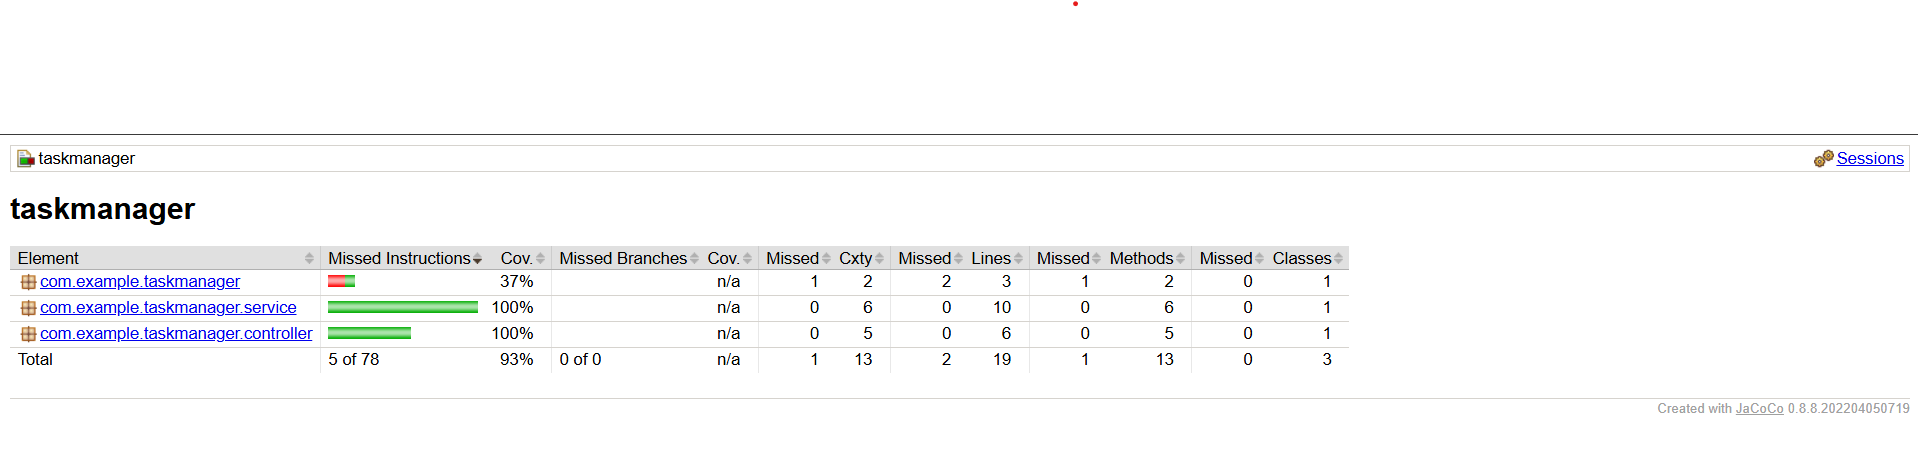 taskmanager Sessions
taskmanager
Element Missed Instructions Cov. Missed Branches Cov. Missed Cxty Missed Lines Missed Methods Missed Classes
com.example.taskmanager 37% n/a 1 2 2 3 1 2 0 1
com.example.taskmanager.service 100% n/a 0 6 0 10 0 6 0 1
com.example.taskmanager.controller 100% n/a 0 5 0 6 0 5 0 1
Total 5 of 78 93% 0 of 0 n/a 1 13 2 19 1 13 0 3
Created with JaCoCo 0.8.8.202204050719